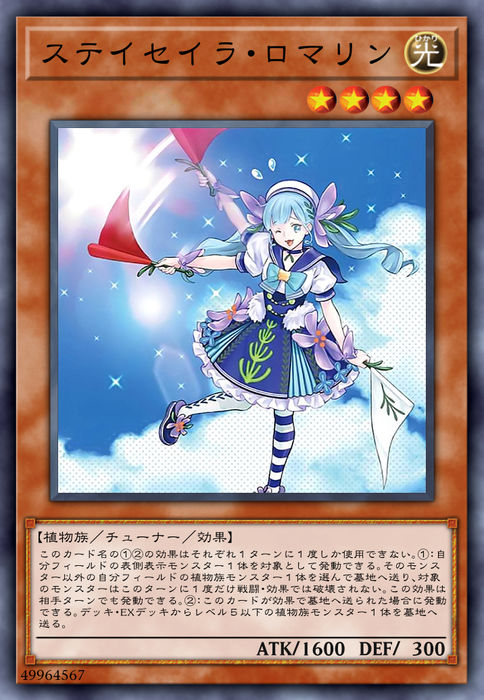 ステイセイラ・ロマリン
光
ひかり
【植物族／チューナー／効果】
このカード名の①②の効果はそれぞれ１ターンに１度しか使用できない。①：自
分フィールドの表側表示モンスター１体を対象として発動できる。そのモン
スター以外の自分フィールドの植物族モンスター１体を選んで墓地へ送り、対象
のモンスターはこのターンに１度だけ戦闘・効果では破壊されない。この効果は
相手ターンでも発動できる。②：このカードが効果で墓地へ送られた場合に発動
できる。デッキ・EXデッキからレベル５以下の植物族モンスター１体を墓地へ
送る。
ATK/1600 DEF/ 300
49964567